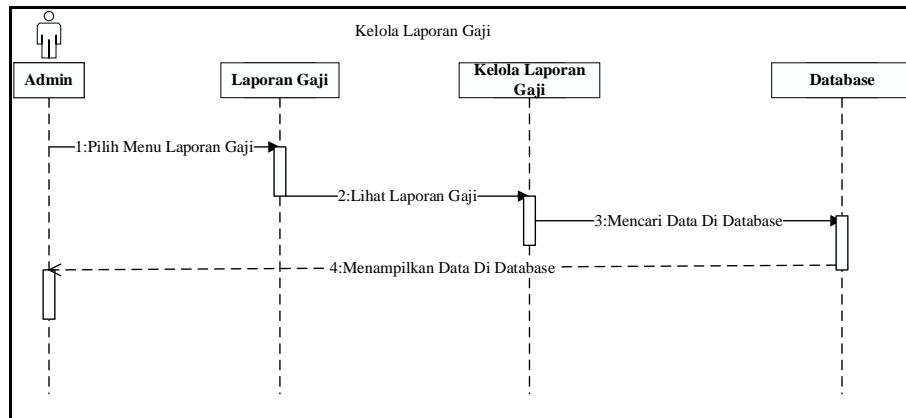 Kelola Laporan Gaji
Admin
Laporan Gaji
Kelola Laporan
Gaji
Database
1:Pilih Menu Laporan Gaji
2:Lihat Laporan Gaji
3:Mencari Data Di Database
4:Menampilkan Data Di Database